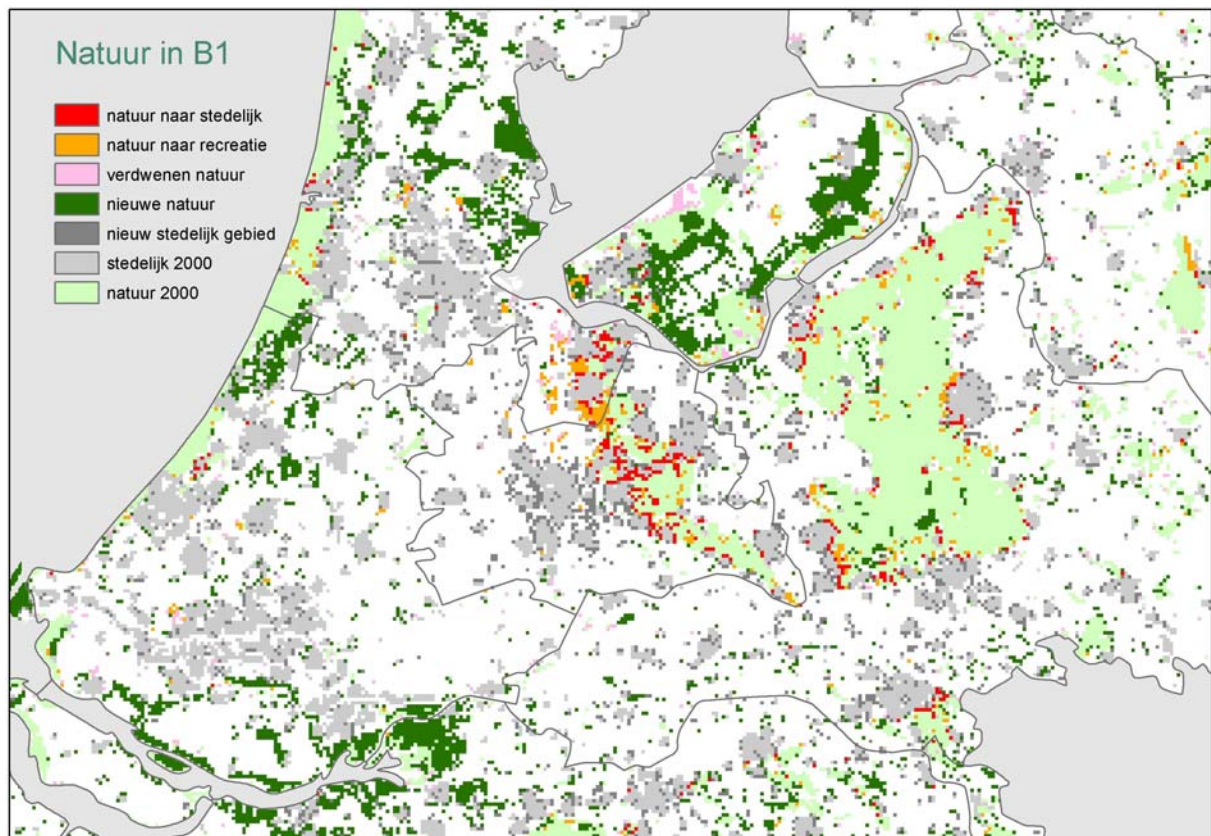 Natuur in B1
natuur naar stedelijk
natuur naar recreatie
verdwenen natuur
nieuwe natuur
nieuw stedelijk gebied
stedelijk 2000
natuur 2000